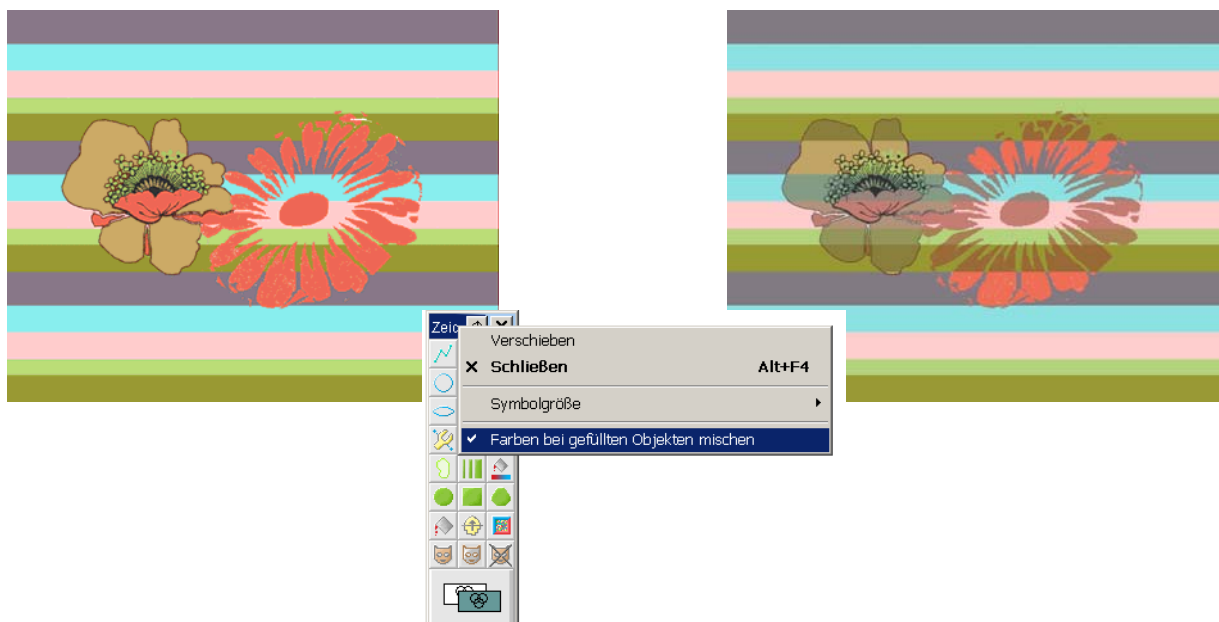 Zeic
Verschieben
Schließen Alt+F4
Symbolgröße
Farben bei gefüllten Objekten mischen